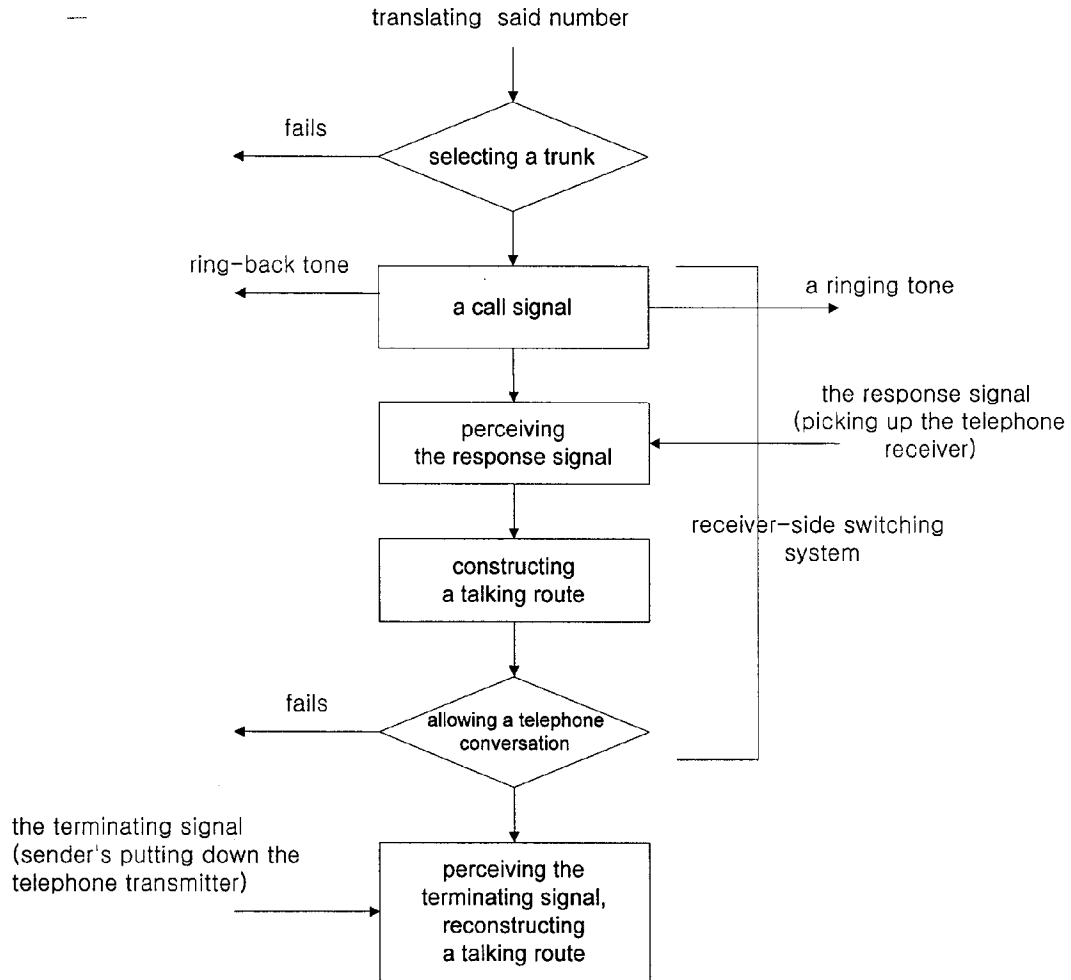 translating said number
fails
selecting a trunk
ring-back tone
a call signal
a ringing tone
perceiving
the response signal
the response signal
(picking up the telephone
receiver)
constructing
a talking route
receiver-side switching
system
fails
allowing a telephone
conversation
the terminating signal
(sender's putting down the
telephone transmitter)
perceiving the
terminating signal,
reconstructing
a talking route